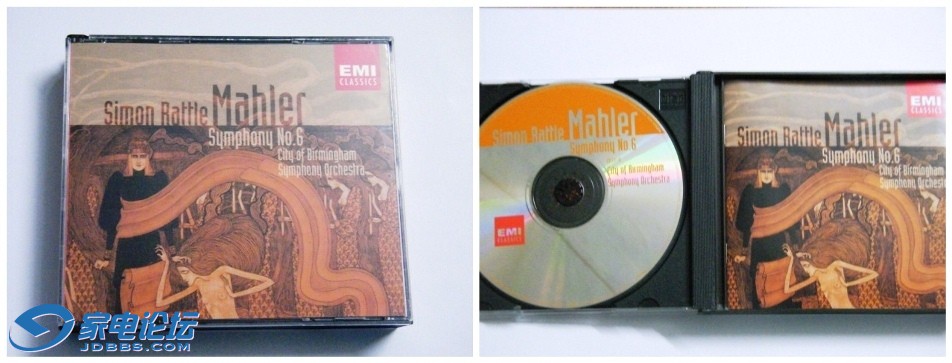 EMI
CLASSICS
Simon Rattle Mahler
Symphony No.6
City of Birmingham
Symphony Orchestra
家电论坛
JDBBS.COM
Simon Rattle Mahler
Symphony No 6
City of Birmingham
Symphony Orchestra
EMI
CLASSICS
EMI
CLASSICS
Simon Rattle Mahler
Symphony No.6
City of Birmingham
Symphony Orchestra